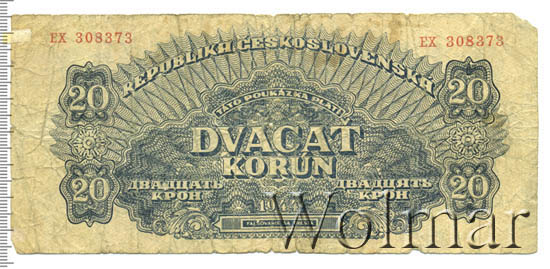 EX 308373
EX 308373
REPUBLIKA ČESKOSLOVENSKÁ
20
20
TATO POUKÁZKA PLATÍ
DVACAT
KORUN
20
20
ДВАДЦАТЬ
КРОН
ДВАДЦЯТЬ
КРОН
Wolmar